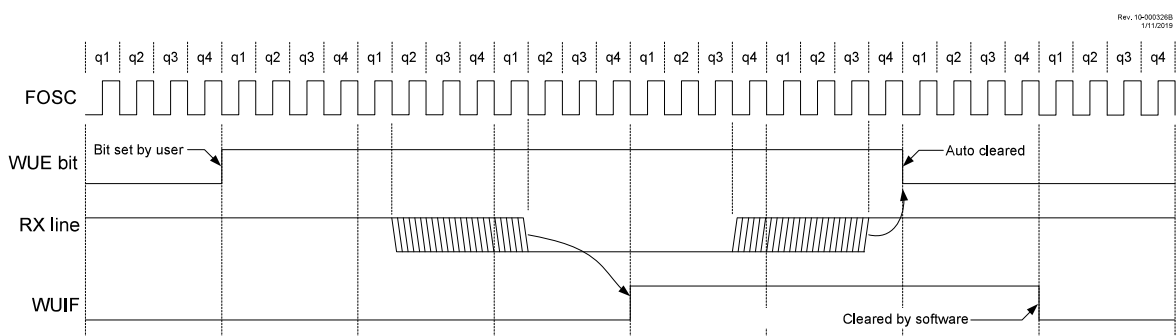 Rev. 10-000326B
1/11/2019
q1 q2 q3 q4 q1 q2 q3 q4 q1 q2 q3 q4 q1 q2 q3 q4 q1 q2 q3 q4 q1 q2 q3 q4 q1 q2 q3 q4 q1 q2 q3 q4
FOSC
WUE bit Bit set by user Auto cleared
RX line
WUIF Cleared by software